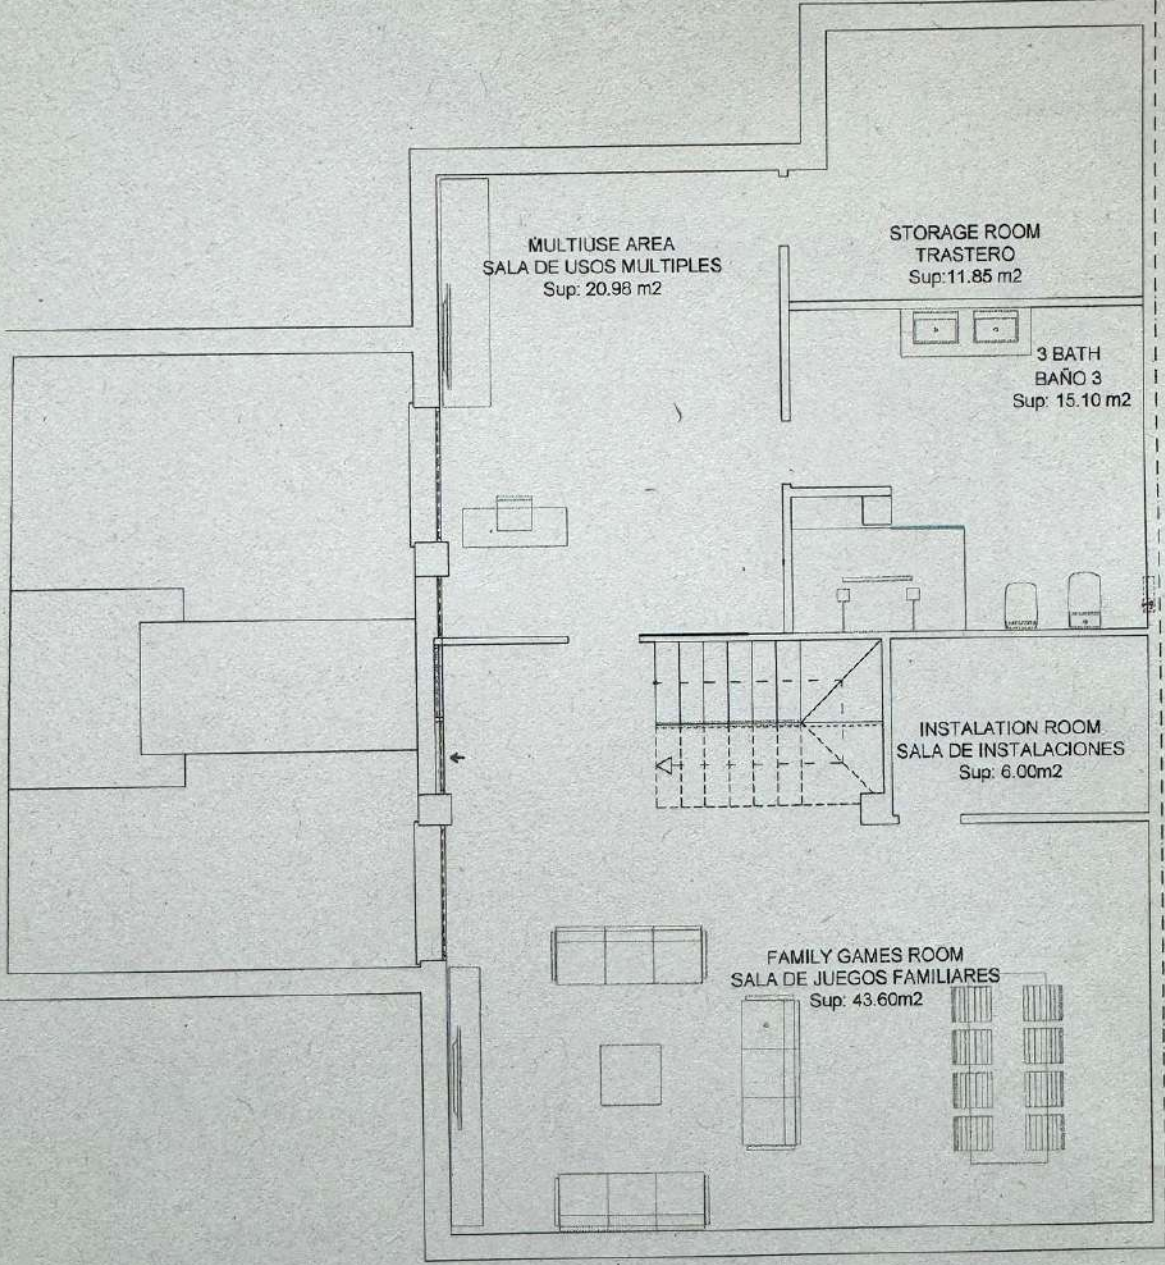 MULTIUSE AREA
SALA DE USOS MULTIPLES
Sup: 20.98 m2
STORAGE ROOM
TRASTERO
Sup:11.85 m2
3 BATH
BAÑO 3
Sup: 15.10 m2
INSTALATION ROOM
SALA DE INSTALACIONES
Sup: 6.00m2
FAMILY GAMES ROOM
SALA DE JUEGOS FAMILIARES
Sup: 43.60m2